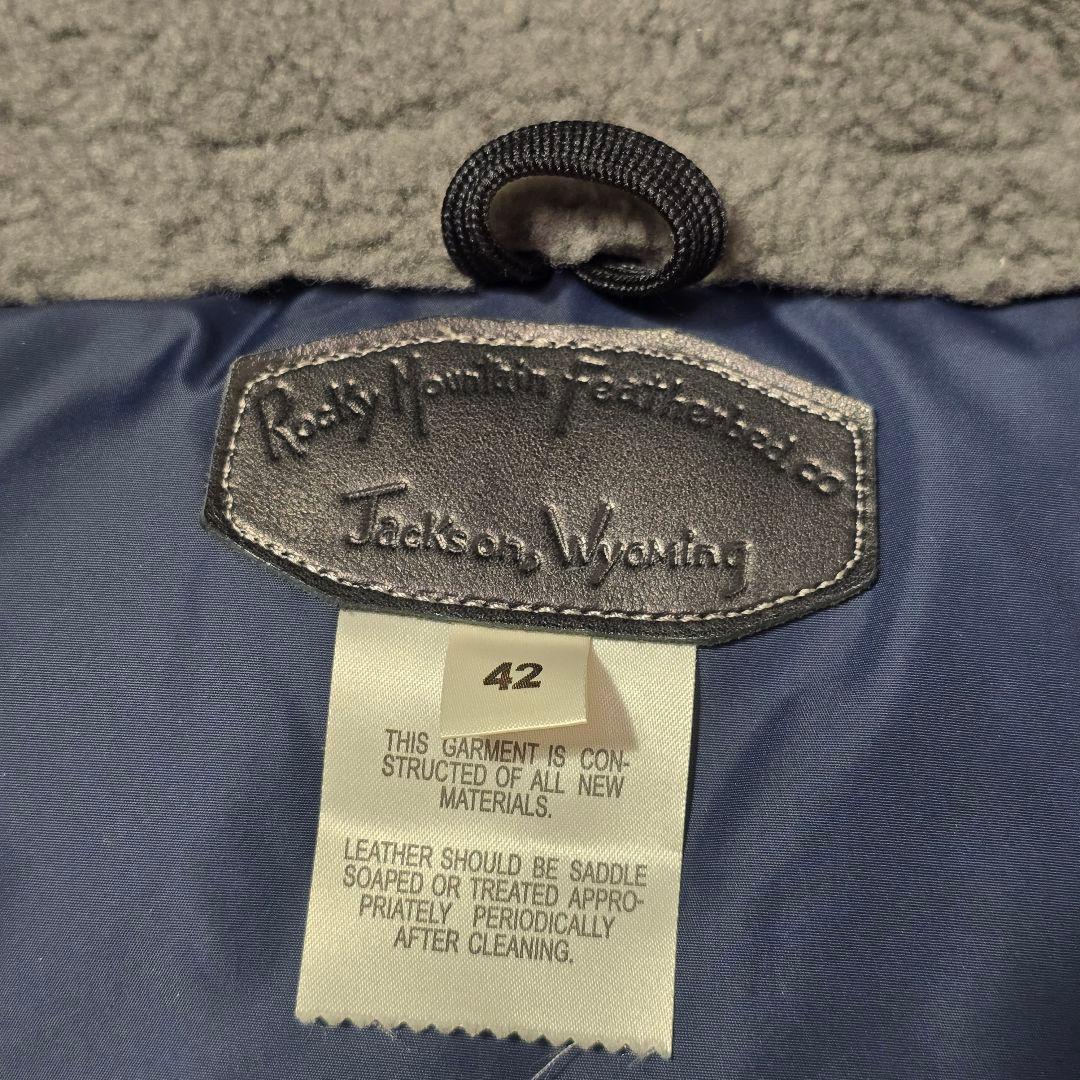 Rocky Mountain Featherbed.co
Jackson, Wyoming
42
THIS GARMENT IS CON-
STRUCTED OF ALL NEW
MATERIALS.
LEATHER SHOULD BE SADDLE
SOAPED OR TREATED APPRO-
PRIATELY PERIODICALLY
AFTER CLEANING.